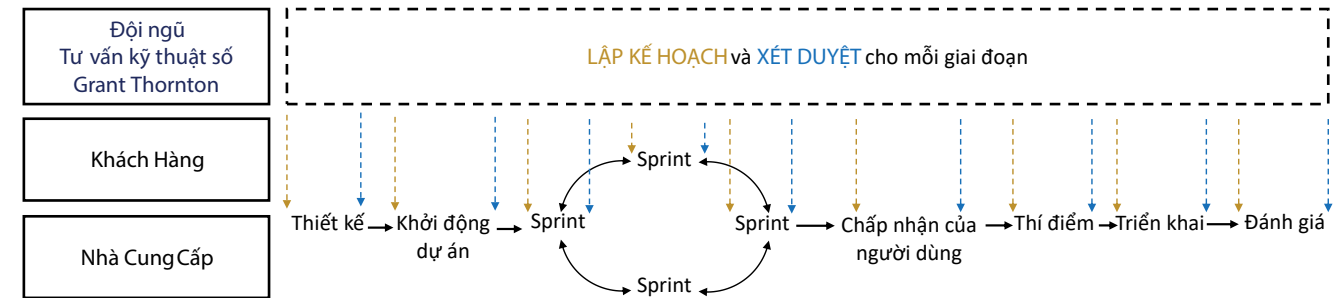 Đội ngũ
Tư vấn kỹ thuật số
Grant Thornton
LẬP KẾ HOẠCH và XÉT DUYỆT cho mỗi giai đoạn
Khách Hàng
Sprint
Thiết kế
Khởi động
dự án
Sprint
Sprint
Chấp nhận của
người dùng
Thí điểm
Triển khai
Đánh giá
Nhà Cung Cấp
Sprint